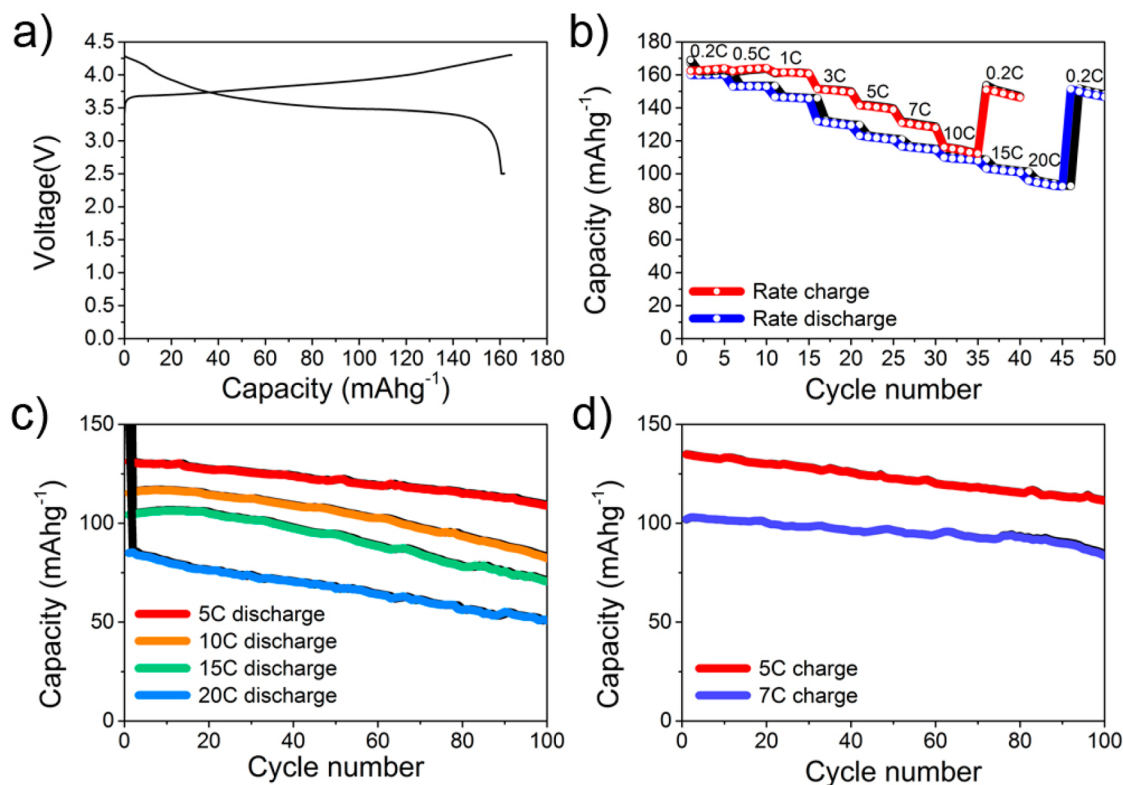 a)
4.5
4.0
3.5
3.0
2.5
2.0
1.5
1.0
0.5
0.0
Voltage(V)
0 20 40 60 80 100 120 140 160 180
Capacity (mAhg⁻¹)
b)
180
160
140
120
100
80
60
40
20
0
Capacity (mAhg⁻¹)
0.2C 0.5C 1C 3C 5C 7C 10C 0.2C 15C 20C 0.2C
Rate charge
Rate discharge
0 5 10 15 20 25 30 35 40 45 50
Cycle number
c)
150
100
50
0
Capacity (mAhg⁻¹)
5C discharge
10C discharge
15C discharge
20C discharge
0 20 40 60 80 100
Cycle number
d)
150
100
50
0
Capacity (mAhg⁻¹)
5C charge
7C charge
0 20 40 60 80 100
Cycle number